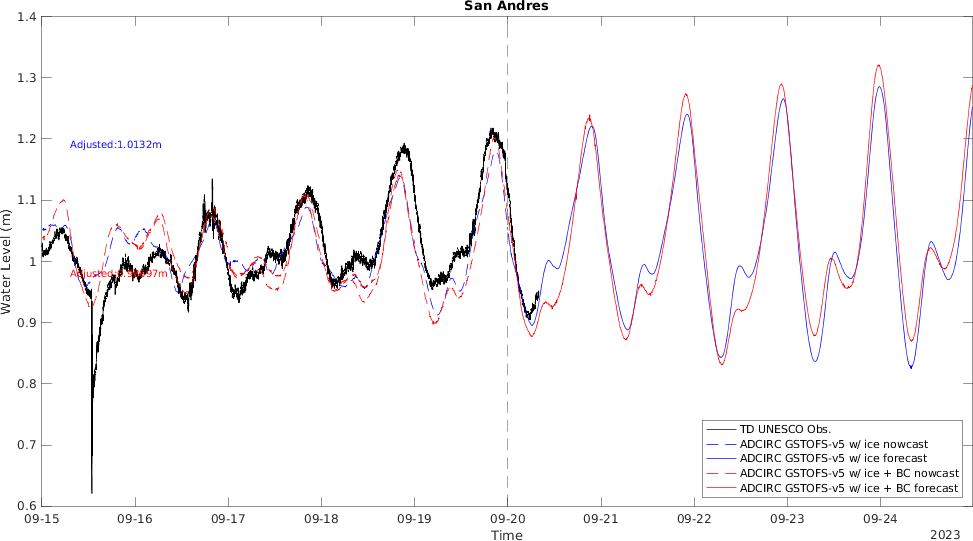 San Andres
1.4
1.3
1.2
1.1
1
0.9
0.8
0.7
0.6
Water Level (m)
Adjusted:1.0132m
09-15
09-16
09-17
09-18
09-19
09-20
09-21
09-22
09-23
09-24
Time
2023
TD UNESCO Obs.
ADCIRC GSTOFS-v5 w/ ice nowcast
ADCIRC GSTOFS-v5 w/ ice forecast
ADCIRC GSTOFS-v5 w/ ice + BC nowcast
ADCIRC GSTOFS-v5 w/ ice + BC forecast